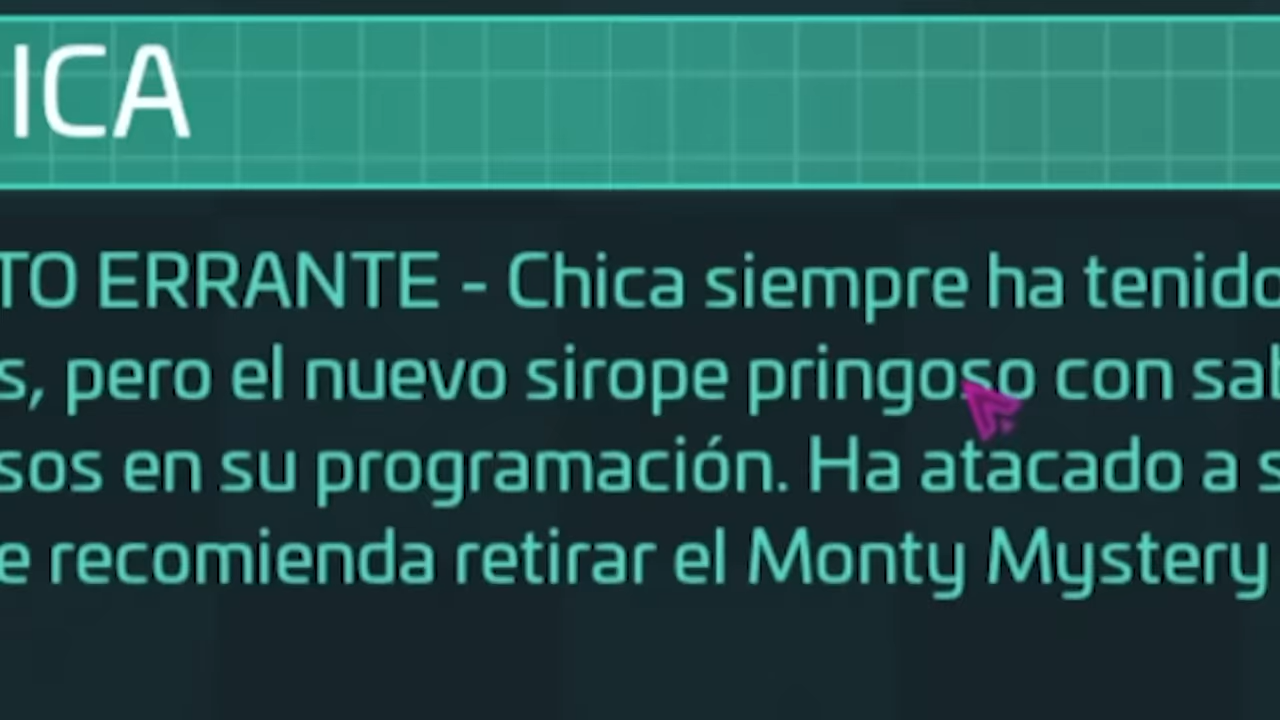 ICA
TO ERRANTE - Chica siempre ha tenido
s, pero el nuevo sirope pringoso con sab
sos en su programación. Ha atacado a s
e recomienda retirar el Monty Mystery